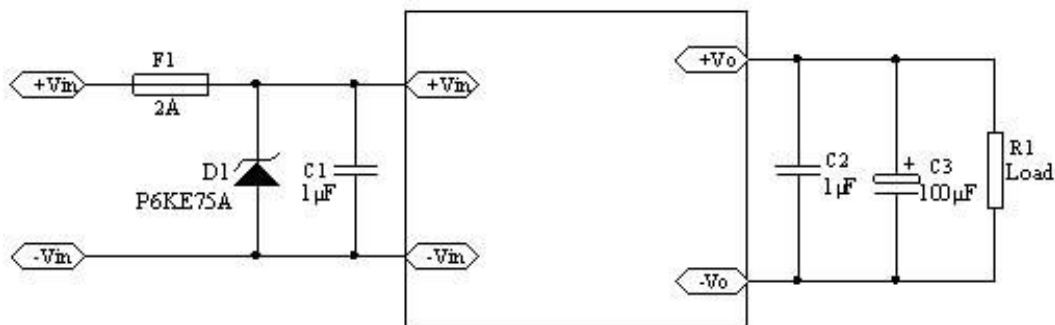 +Vin
F1
2A
+Vin
D1
P6KE75A
C1
1µF
-Vin
-Vin
+Vo
C2
1µF
+
C3
100µF
R1
Load
-Vo